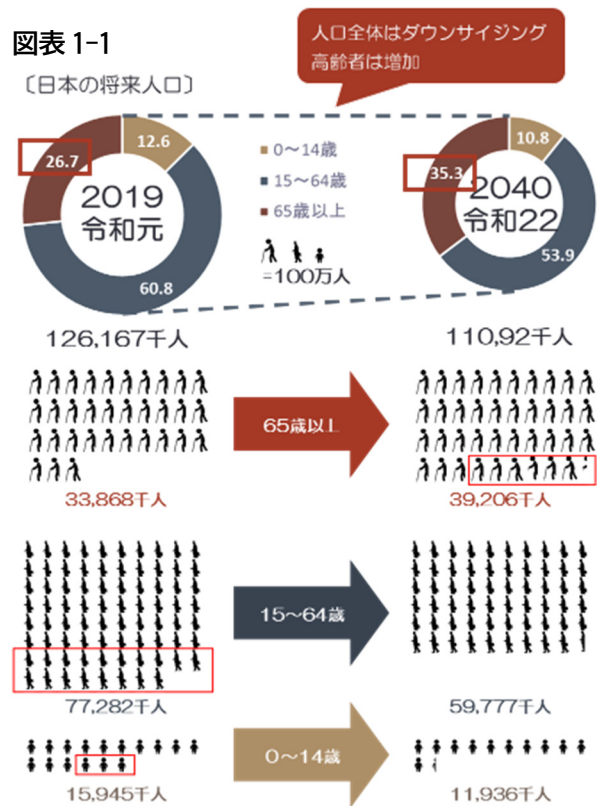 図表 1-1
人口全体はダウンサイジング
高齢者は増加
〔日本の将来人口〕
12.6
26.7
2019
令和元
60.8
0～14歳
15～64歳
65歳以上
=100万人
10.8
35.3
2040
令和22
53.9
126,167千人
110,92千人
65歳以上
33,868千人
39,206千人
15～64歳
77,282千人
59,777千人
0～14歳
15,945千人
11,936千人